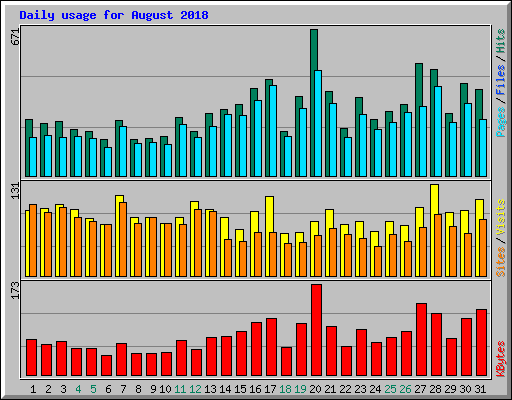 Daily usage for August 2018
671
Pages / Files / Hits
131
Sites / Visits
173
KBytes
1 2 3 4 5 6 7 8 9 10 11 12 13 14 15 16 17 18 19 20 21 22 23 24 25 26 27 28 29 30 31